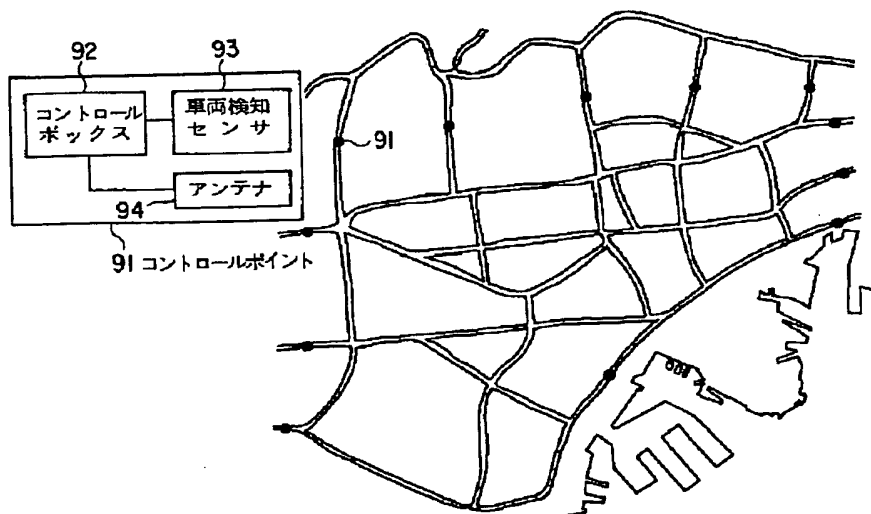 92
93
コントロール
ボックス
車両検知
センサ
アンテナ
94
91 コントロールポイント
91